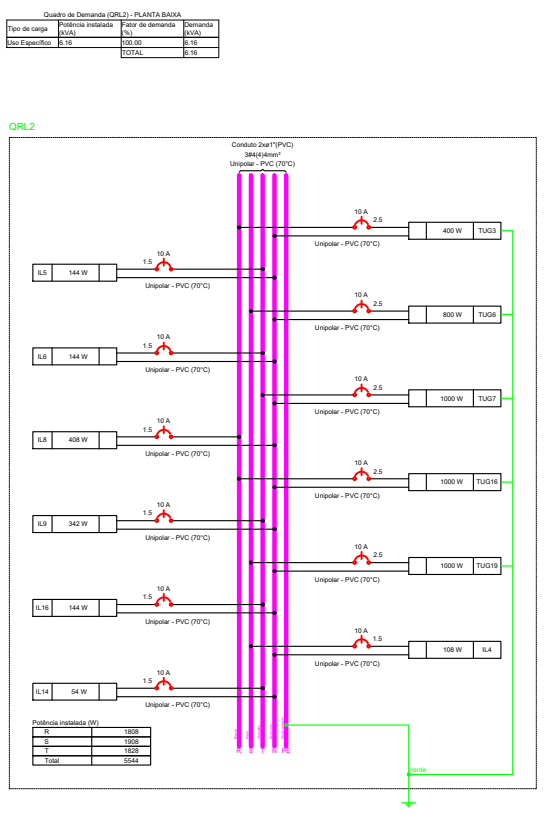 Quadro de Demanda (QRL2) - PLANTA BAIXA
Tipo de carga Potência instalada (kVA) Fator de demanda (%) Demanda (kVA)
Uso Específico 6.16 100.00 6.16
TOTAL 6.16
QRL2
Conduto 2xø1"(PVC)
3#4(4)4mm²
Unipolar - PVC (70°C)
10 A
2.5
400 W TUG3
Unipolar - PVC (70°C)
10 A
1.5
IL5 144 W
Unipolar - PVC (70°C)
10 A
2.5
800 W TUG6
Unipolar - PVC (70°C)
10 A
1.5
IL6 144 W
Unipolar - PVC (70°C)
10 A
2.5
1000 W TUG7
Unipolar - PVC (70°C)
10 A
1.5
IL8 408 W
Unipolar - PVC (70°C)
10 A
2.5
1000 W TUG16
Unipolar - PVC (70°C)
10 A
1.5
IL9 342 W
Unipolar - PVC (70°C)
10 A
2.5
1000 W TUG19
Unipolar - PVC (70°C)
10 A
1.5
IL16 144 W
Unipolar - PVC (70°C)
10 A
1.5
108 W IL4
Unipolar - PVC (70°C)
10 A
1.5
IL14 54 W
Unipolar - PVC (70°C)
Potência instalada (W)
R 1808
S 1908
T 1828
Total 5544
R S T N PE
Verde